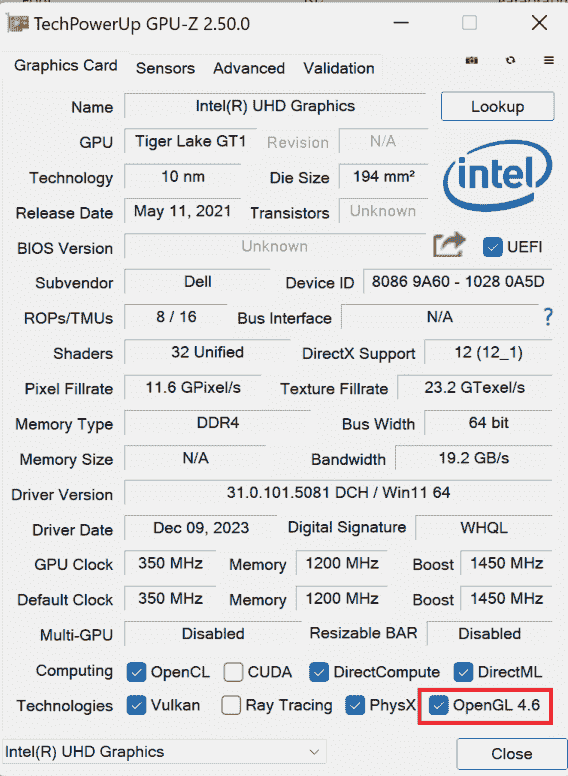 TechPowerUp GPU-Z 2.50.0
Graphics Card Sensors Advanced Validation
Name Intel(R) UHD Graphics Lookup
GPU Tiger Lake GT1 Revision N/A
intel
Technology 10 nm Die Size 194 mm²
Release Date May 11, 2021 Transistors Unknown
BIOS Version Unknown UEFI
Subvendor Dell Device ID 8086 9A60 - 1028 0A5D
ROPs/TMUs 8 / 16 Bus Interface N/A ?
Shaders 32 Unified DirectX Support 12 (12_1)
Pixel Fillrate 11.6 GPixel/s Texture Fillrate 23.2 GTexel/s
Memory Type DDR4 Bus Width 64 bit
Memory Size N/A Bandwidth 19.2 GB/s
Driver Version 31.0.101.5081 DCH / Win11 64
Driver Date Dec 09, 2023 Digital Signature WHQL
GPU Clock 350 MHz Memory 1200 MHz Boost 1450 MHz
Default Clock 350 MHz Memory 1200 MHz Boost 1450 MHz
Multi-GPU Disabled Resizable BAR Disabled
Computing OpenCL CUDA DirectCompute DirectML
Technologies Vulkan Ray Tracing PhysX OpenGL 4.6
Intel(R) UHD Graphics Close